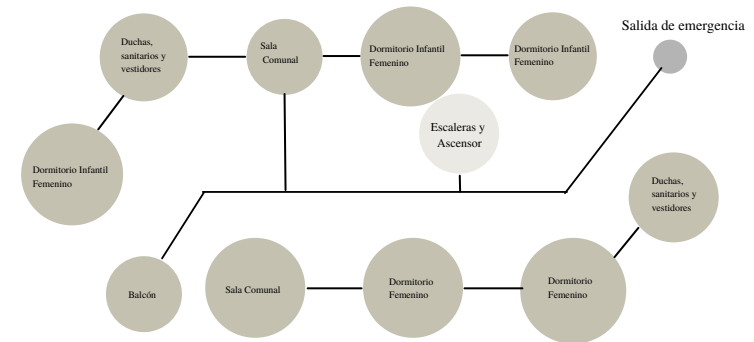 Salida de emergencia
Duchas,
sanitarios y
vestidores
Sala
Comunal
Dormitorio Infantil
Femenino
Dormitorio Infantil
Femenino
Escaleras y
Ascensor
Dormitorio Infantil
Femenino
Duchas,
sanitarios y
vestidores
Balcón
Sala Comunal
Dormitorio
Femenino
Dormitorio
Femenino